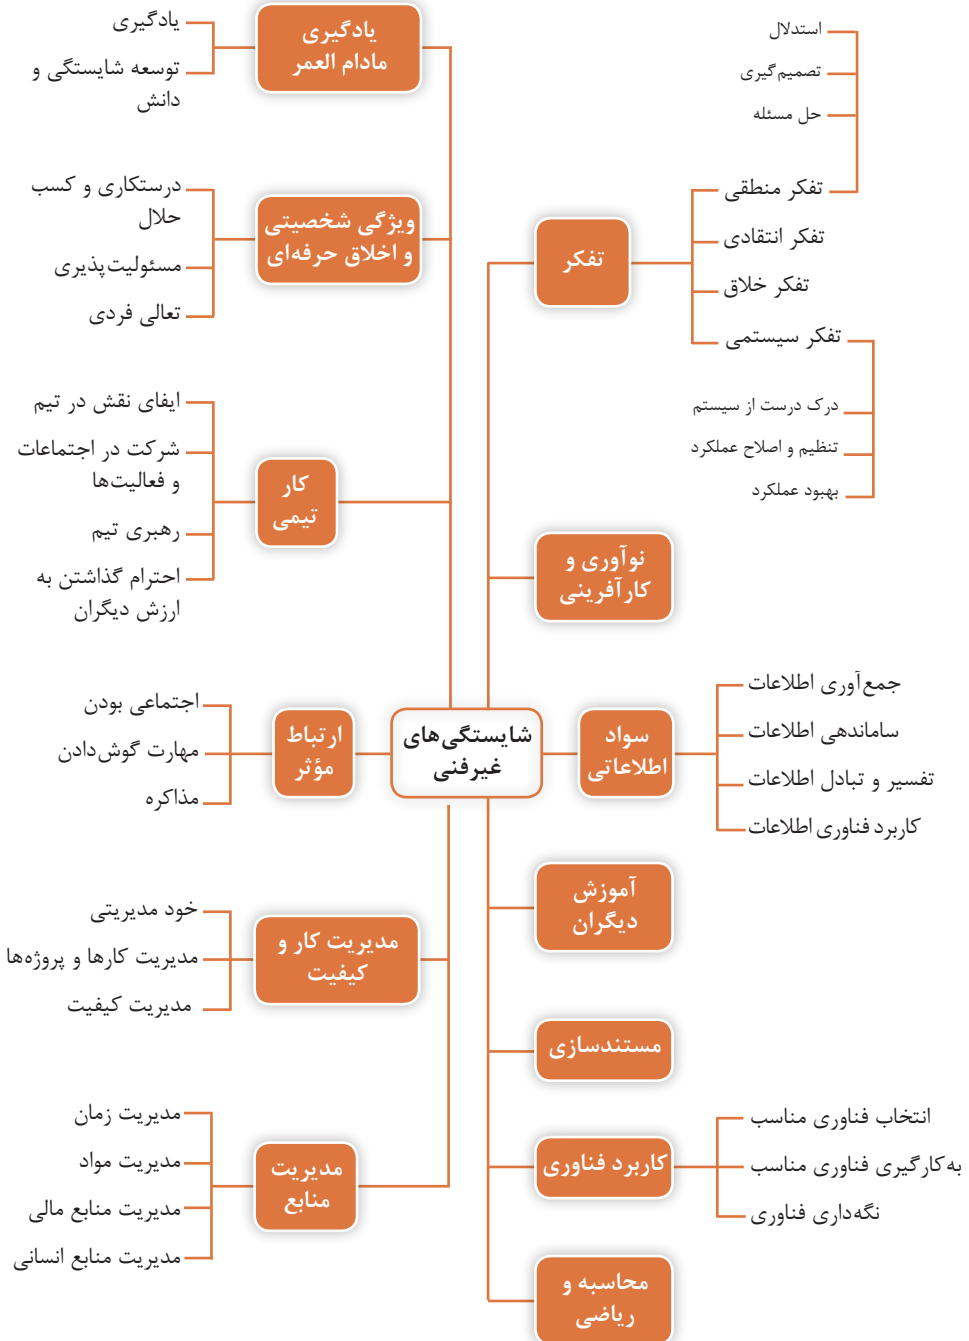 شایستگی‌های
غیرفنی
تفکر
تفکر منطقی
استدلال
تصمیم‌گیری
حل مسئله
تفکر انتقادی
تفکر خلاق
تفکر سیستمی
درک درست از سیستم
تنظیم و اصلاح عملکرد
بهبود عملکرد
نوآوری و
کارآفرینی
سواد
اطلاعاتی
جمع‌آوری اطلاعات
ساماندهی اطلاعات
تفسیر و تبادل اطلاعات
کاربرد فناوری اطلاعات
آموزش
دیگران
مستندسازی
کاربرد فناوری
انتخاب فناوری مناسب
به‌کارگیری فناوری مناسب
نگه‌داری فناوری
محاسبه و
ریاضی
یادگیری
مادام العمر
یادگیری
توسعه شایستگی و
دانش
ویژگی شخصیتی
و اخلاق حرفه‌ای
درستکاری و کسب
حلال
مسئولیت‌پذیری
تعالی فردی
کار
تیمی
ایفای نقش در تیم
شرکت در اجتماعات
و فعالیت‌ها
رهبری تیم
احترام گذاشتن به
ارزش دیگران
ارتباط
مؤثر
اجتماعی بودن
مهارت گوش‌دادن
مذاکره
مدیریت کار و
کیفیت
خود مدیریتی
مدیریت کارها و پروژه‌ها
مدیریت کیفیت
مدیریت
منابع
مدیریت زمان
مدیریت مواد
مدیریت منابع مالی
مدیریت منابع انسانی